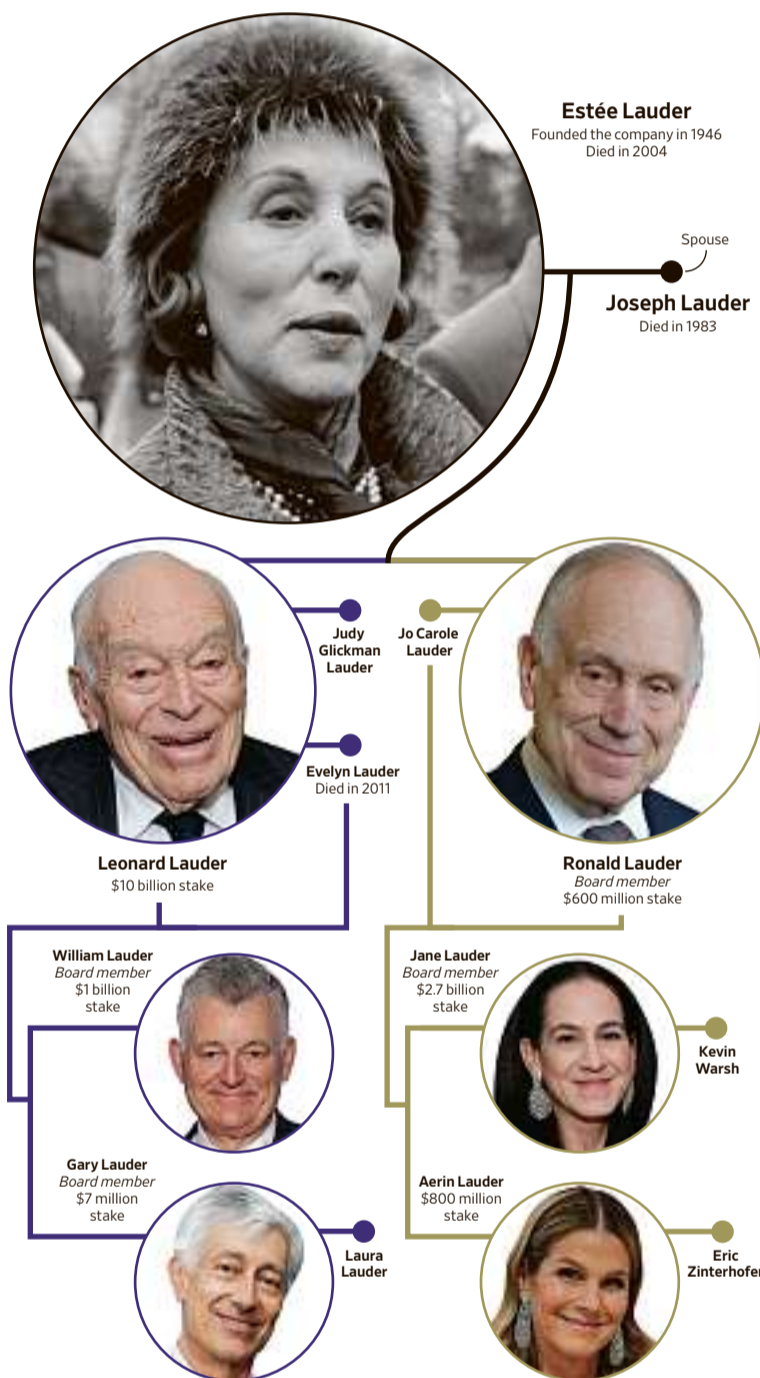 Estée Lauder
Founded the company in 1946
Died in 2004
Spouse
Joseph Lauder
Died in 1983
Judy
Glickman
Lauder
Jo Carole
Lauder
Evelyn Lauder
Died in 2011
Leonard Lauder
$10 billion stake
Ronald Lauder
Board member
$600 million stake
William Lauder
Board member
$1 billion
stake
Jane Lauder
Board member
$2.7 billion
stake
Kevin
Warsh
Gary Lauder
Board member
$7 million
stake
Laura
Lauder
Aerin Lauder
$800 million
stake
Eric
Zinterhofer